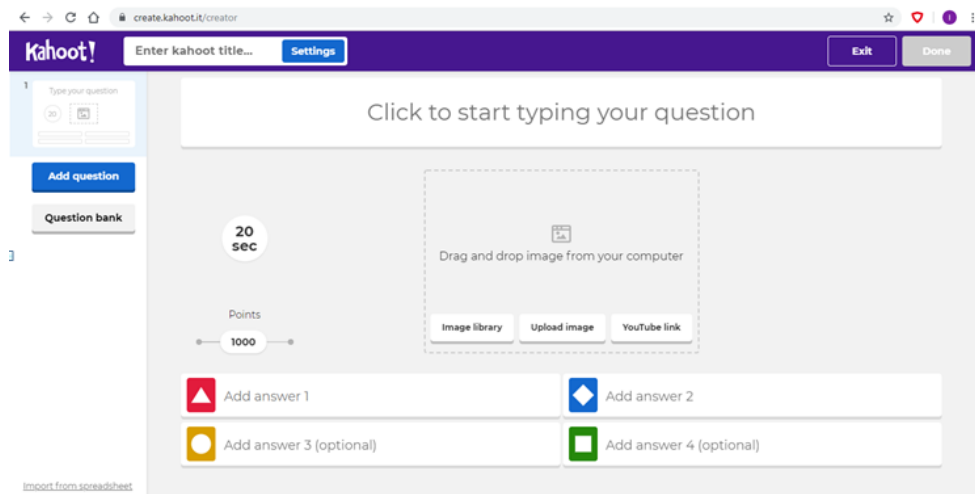 create.kahoot.it/creator
I
Kahoot!
Enter kahoot title...
Settings
Exit
Done
1
Type your question
20
Add question
Question bank
Import from spreadsheet
Click to start typing your question
20
sec
Points
1000
Drag and drop image from your computer
Image library
Upload image
YouTube link
Add answer 1
Add answer 2
Add answer 3 (optional)
Add answer 4 (optional)